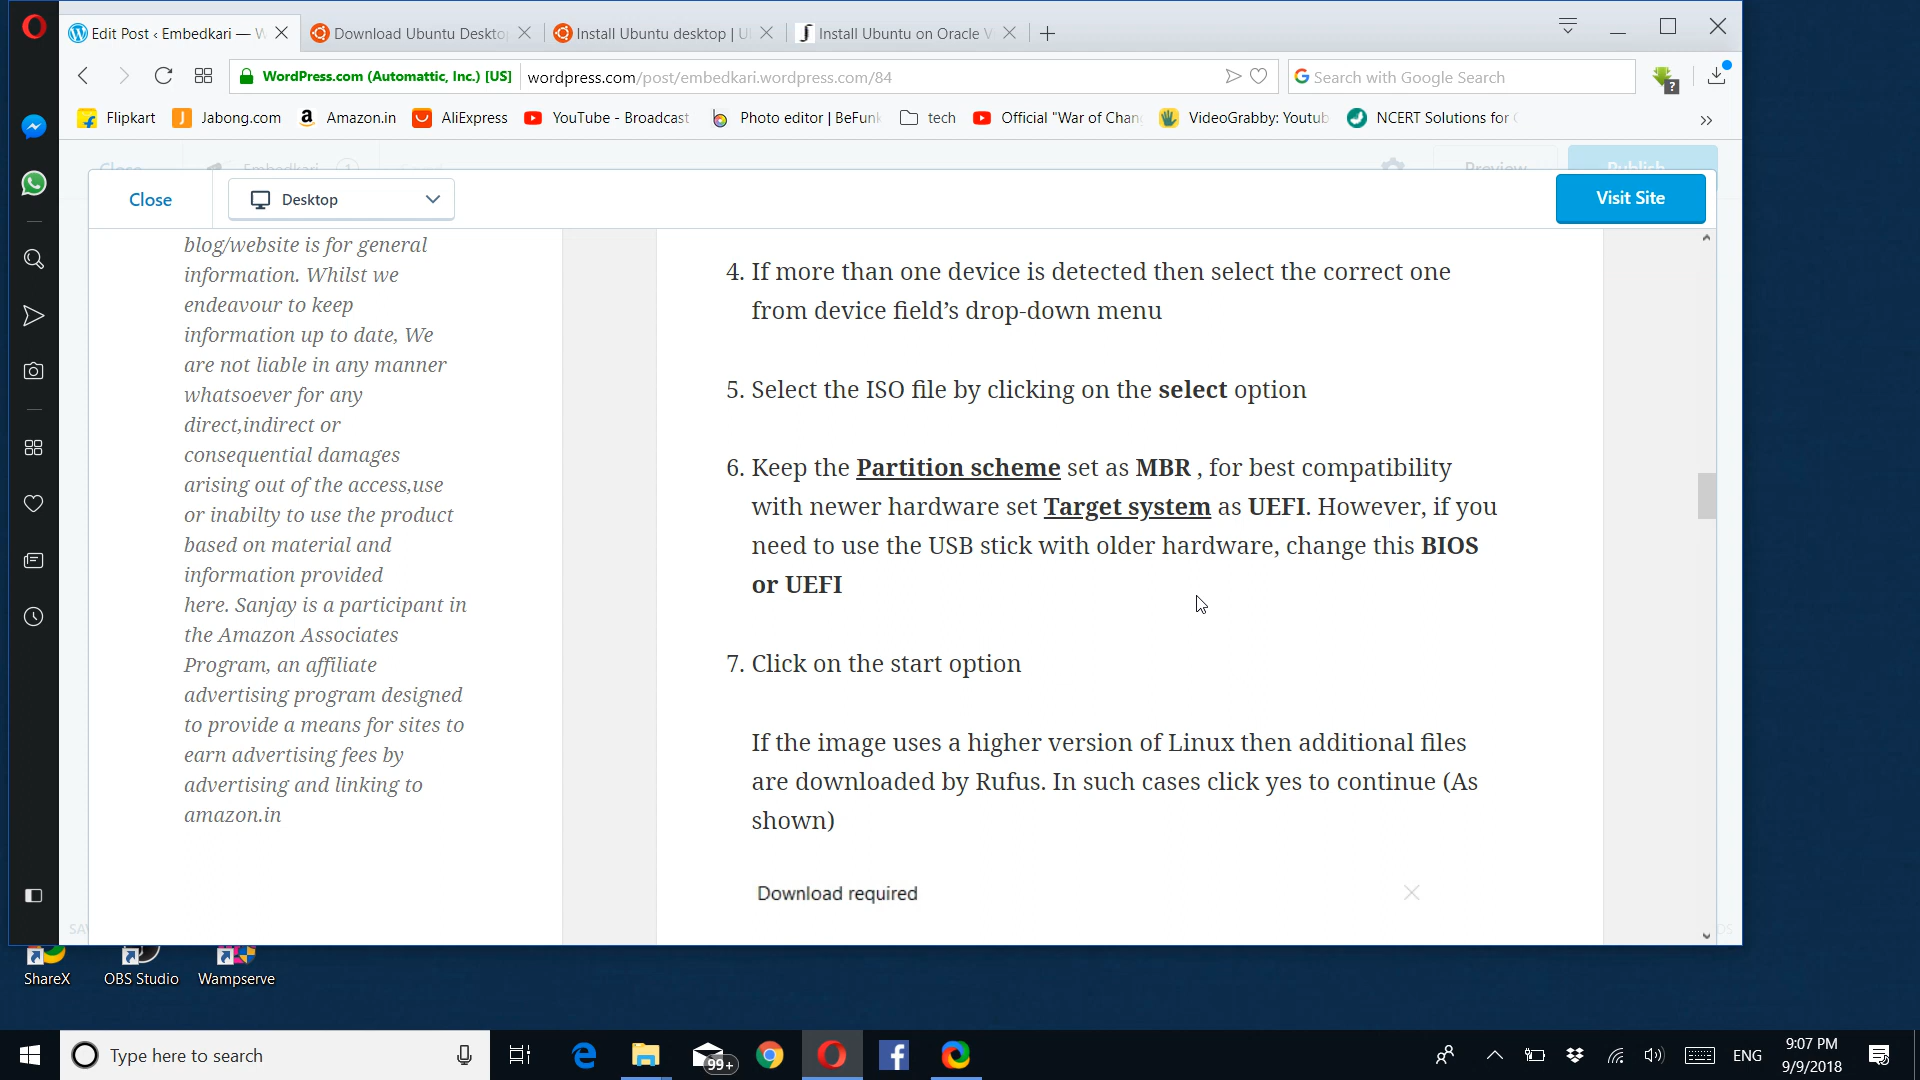 Edit Post ‹ Embedkari — W
Download Ubuntu Deskto
Install Ubuntu desktop | U
Install Ubuntu on Oracle V
WordPress.com (Automattic, Inc.) [US]
wordpress.com/post/embedkari.wordpress.com/84
Search with Google Search
Flipkart
Jabong.com
Amazon.in
AliExpress
YouTube - Broadcast
Photo editor | BeFunk
tech
Official "War of Chan
VideoGrabby: Youtub
NCERT Solutions for
Close
Embedkari
1
Saved
Preview
Publish
Close
Desktop
Visit Site
blog/website is for general
information. Whilst we
endeavour to keep
information up to date, We
are not liable in any manner
whatsoever for any
direct,indirect or
consequential damages
arising out of the access,use
or inabilty to use the product
based on material and
information provided
here. Sanjay is a participant in
the Amazon Associates
Program, an affiliate
advertising program designed
to provide a means for sites to
earn advertising fees by
advertising and linking to
amazon.in
4. If more than one device is detected then select the correct one
from device field’s drop-down menu
5. Select the ISO file by clicking on the select option
6. Keep the Partition scheme set as MBR , for best compatibility
with newer hardware set Target system as UEFI. However, if you
need to use the USB stick with older hardware, change this BIOS
or UEFI
7. Click on the start option
If the image uses a higher version of Linux then additional files
are downloaded by Rufus. In such cases click yes to continue (As
shown)
Download required
ShareX
OBS Studio
Wampserve
Type here to search
99+
ENG
9:07 PM
9/9/2018